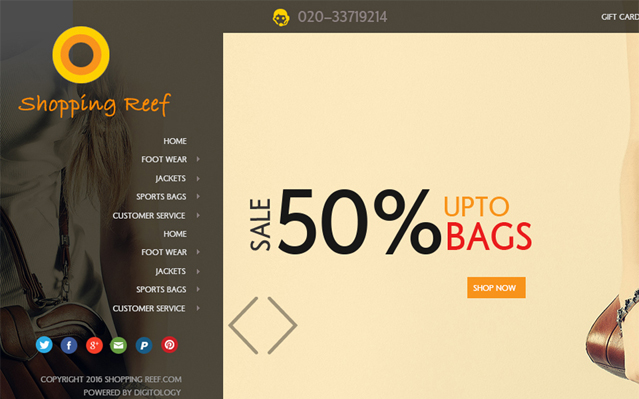 020-33719214
GIFT CARD
Shopping Reef
HOME
FOOT WEAR
JACKETS
SPORTS BAGS
CUSTOMER SERVICE
HOME
FOOT WEAR
JACKETS
SPORTS BAGS
CUSTOMER SERVICE
SALE
50%
UPTO
BAGS
SHOP NOW
COPYRIGHT 2016 SHOPPING REEF.COM
POWERED BY DIGITOLOGY